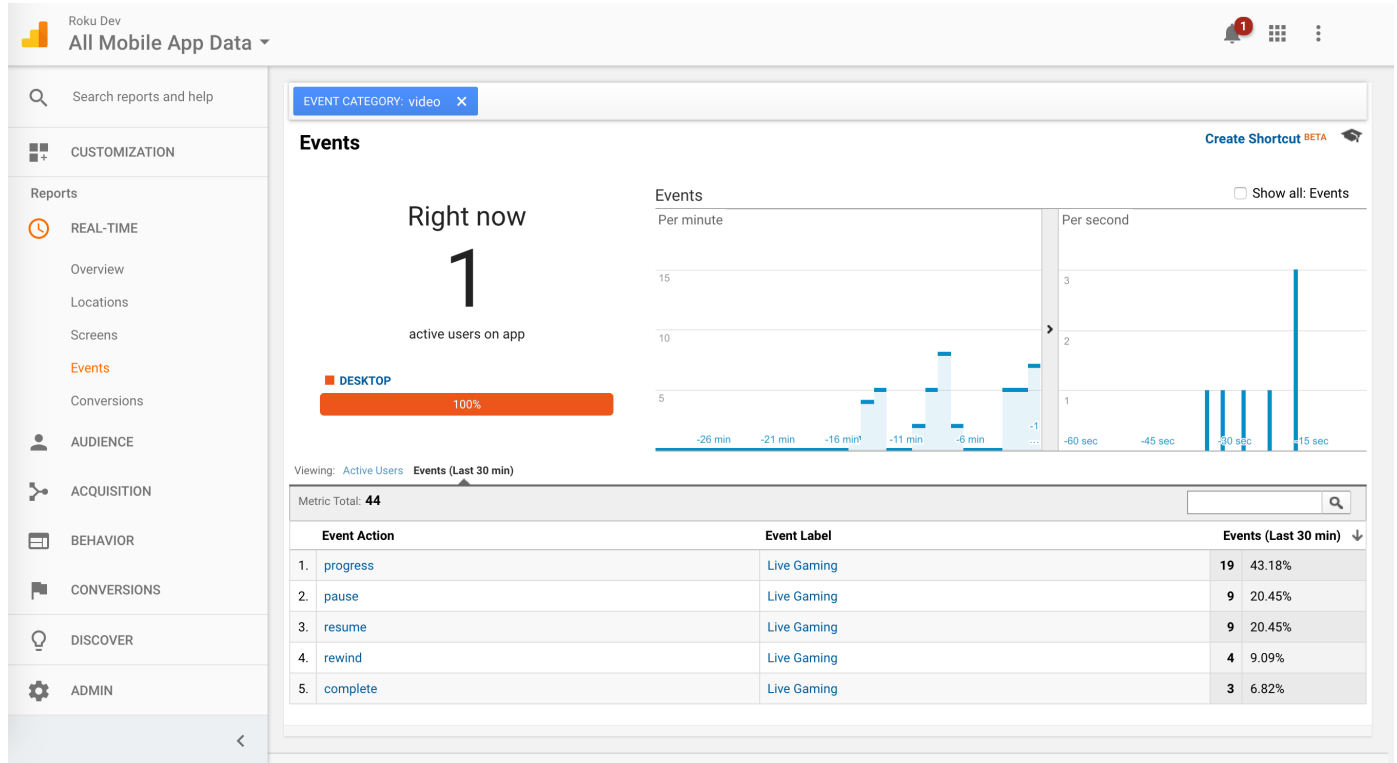 Roku Dev
All Mobile App Data
1
Search reports and help
CUSTOMIZATION
Reports
REAL-TIME
Overview
Locations
Screens
Events
Conversions
AUDIENCE
ACQUISITION
BEHAVIOR
CONVERSIONS
DISCOVER
ADMIN
EVENT CATEGORY: video
Events
Create Shortcut BETA
Right now
1
active users on app
DESKTOP
100%
Events
Show all: Events
Per minute
15
10
5
-26 min -21 min -16 min -11 min -6 min -1 ...
Per second
3
2
1
-60 sec -45 sec -30 sec -15 sec
Viewing: Active Users Events (Last 30 min)
Metric Total: 44
Event Action Event Label Events (Last 30 min)
1. progress Live Gaming 19 43.18%
2. pause Live Gaming 9 20.45%
3. resume Live Gaming 9 20.45%
4. rewind Live Gaming 4 9.09%
5. complete Live Gaming 3 6.82%